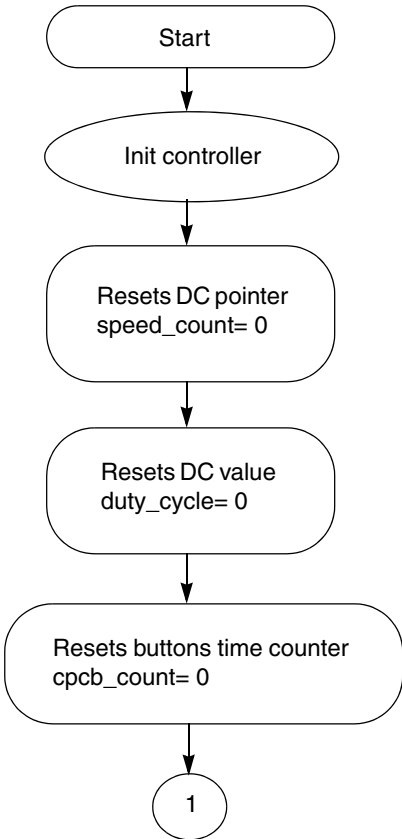 Start
Init controller
Resets DC pointer
speed_count= 0
Resets DC value
duty_cycle= 0
Resets buttons time counter
cpcb_count= 0
1